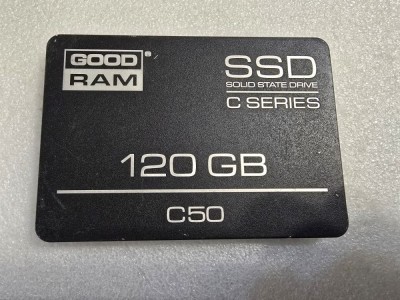 GOOD
RAM
SSD
SOLID STATE DRIVE
C SERIES
120 GB
C50